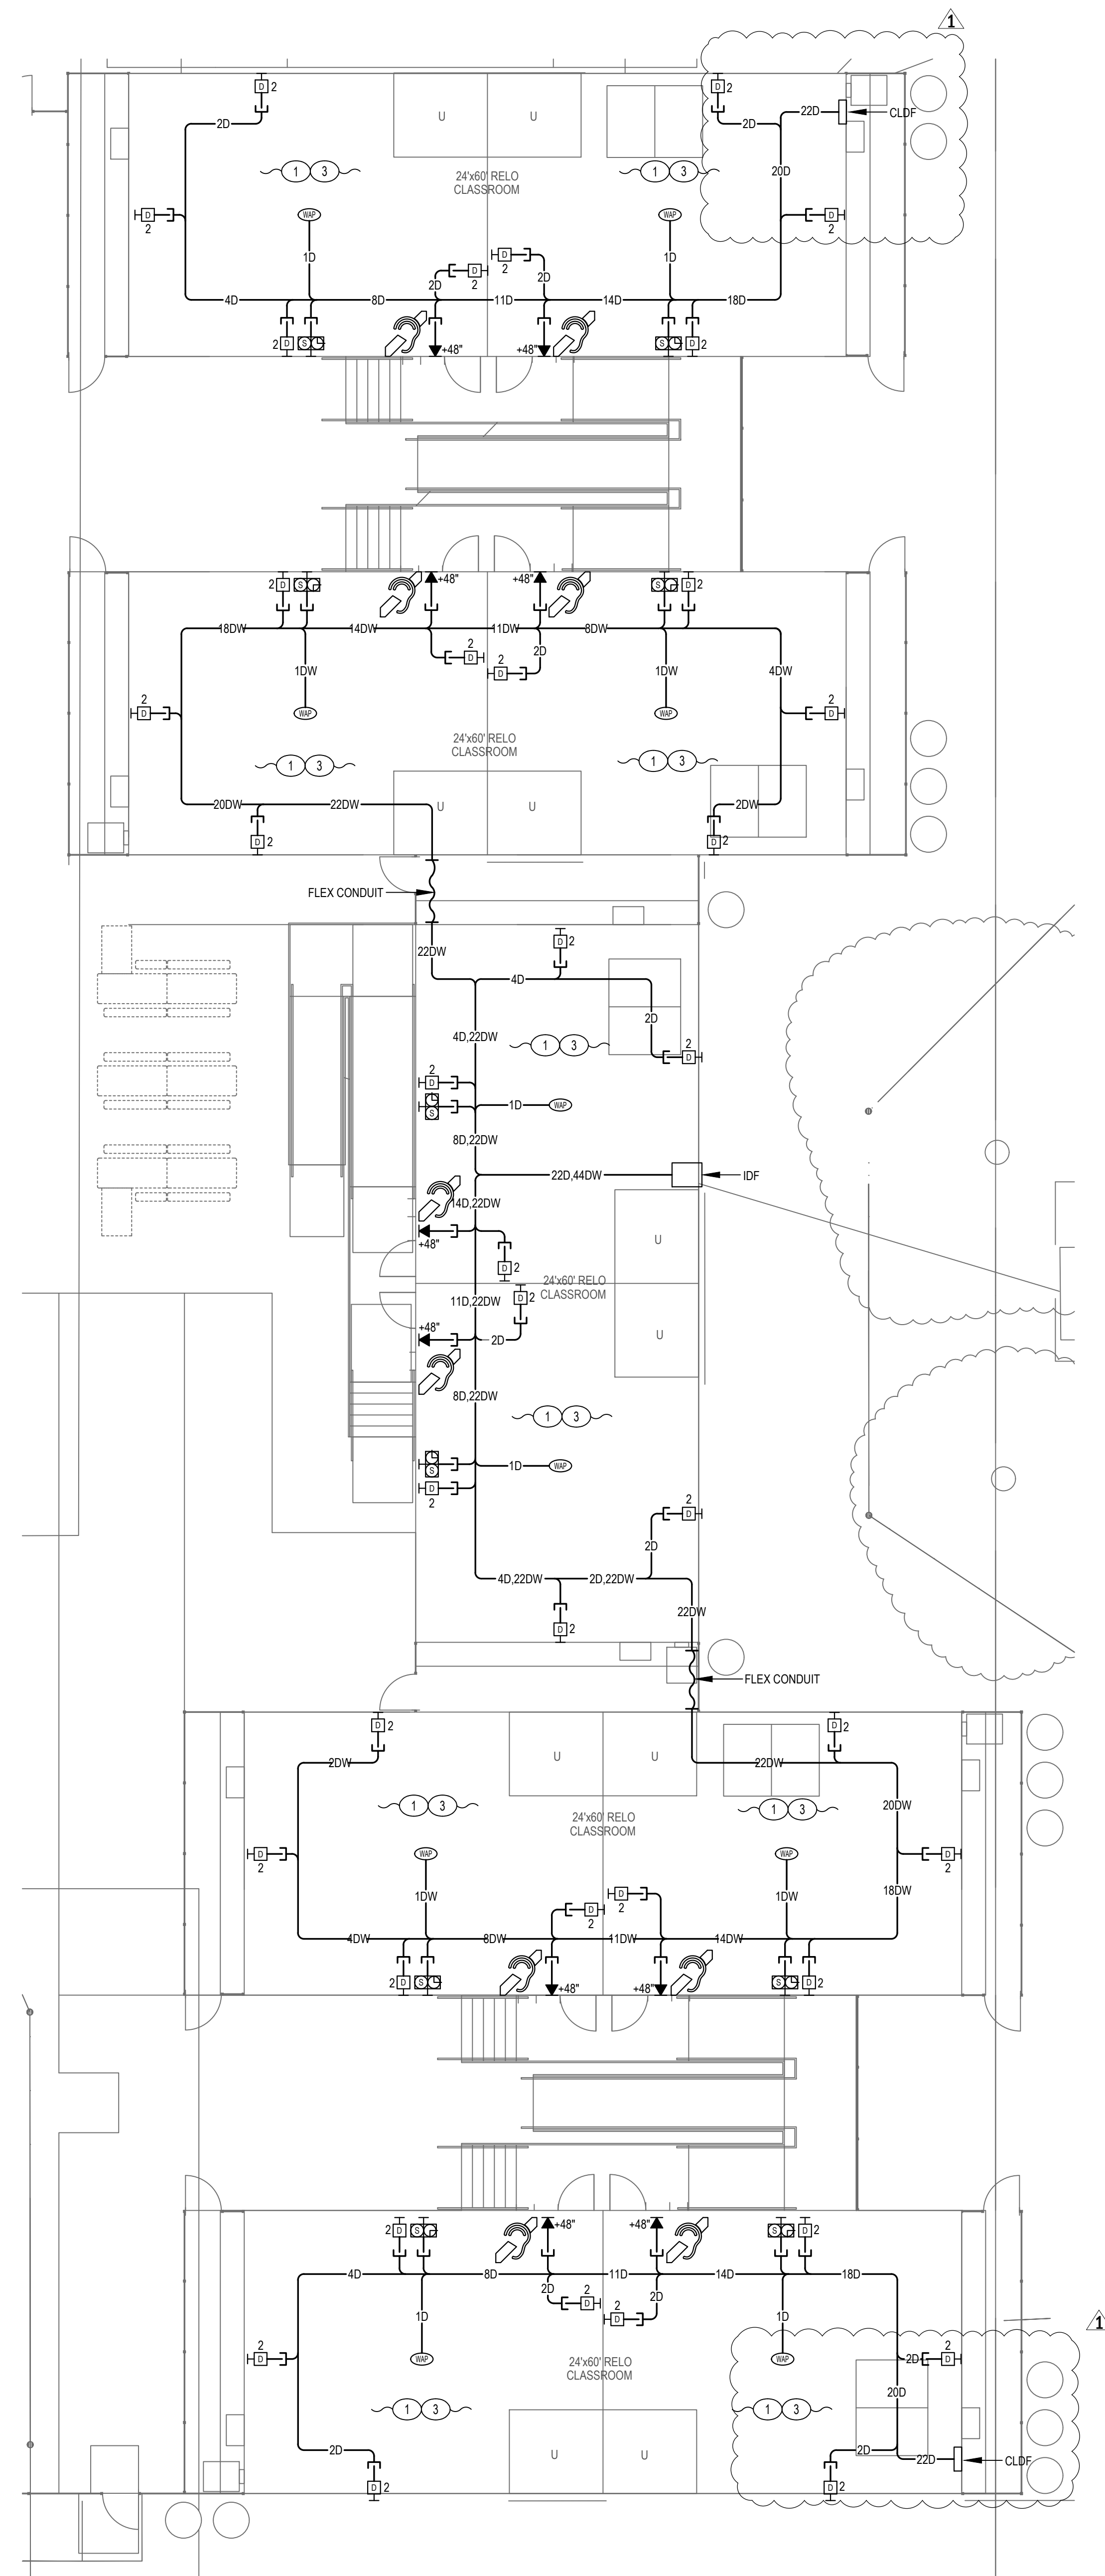 1
D 2
D 2
2D
2D
22D
CLDF
U
U
1 3
1 3
20D
24'x60' RELO
CLASSROOM
D
2
WAP
WAP
D
2
1D
1D
D
2
D
2
2D
2D
4D
8D
11D
14D
18D
2 D
S
+48"
+48"
S
D 2
2 D
S
+48"
+48"
S
D 2
18DW
14DW
11DW
8DW
2
D
2
D
2D
1DW
1DW
4DW
2
D
WAP
WAP
2
D
24'x60' RELO
CLASSROOM
1 3
1 3
20DW
22DW
U
U
2DW
D 2
D 2
FLEX CONDUIT
22DW
D 2
4D
2D
4D,22DW
1 3
2
D
2
D
S
1D
WAP
8D,22DW
22D,44DW
IDF
14D,22DW
+48"
D 2
U
24'x60' RELO
CLASSROOM
11D,22DW
D 2
+48"
2D
U
8D,22DW
1 3
S
1D
WAP
D
2
2
D
2D
4D,22DW
2D,22DW
22DW
D 2
FLEX CONDUIT
D 2
D 2
2DW
U
U
22DW
1 3
1 3
20DW
24'x60' RELO
CLASSROOM
D
2
WAP
WAP
D
2
1DW
1DW
18DW
D
2
D
2
4DW
8DW
11DW
14DW
2 D
S
+48"
+48"
S
D 2
2 D
S
+48"
+48"
S
D 2
4D
8D
11D
14D
18D
2D
2D
2
D
2
D
1D
1D
1
2
D
WAP
WAP
2D
2
D
24'x60' RELO
CLASSROOM
20D
1 3
1 3
2D
U
U
2D
22D
CLDF
D 2
D 2